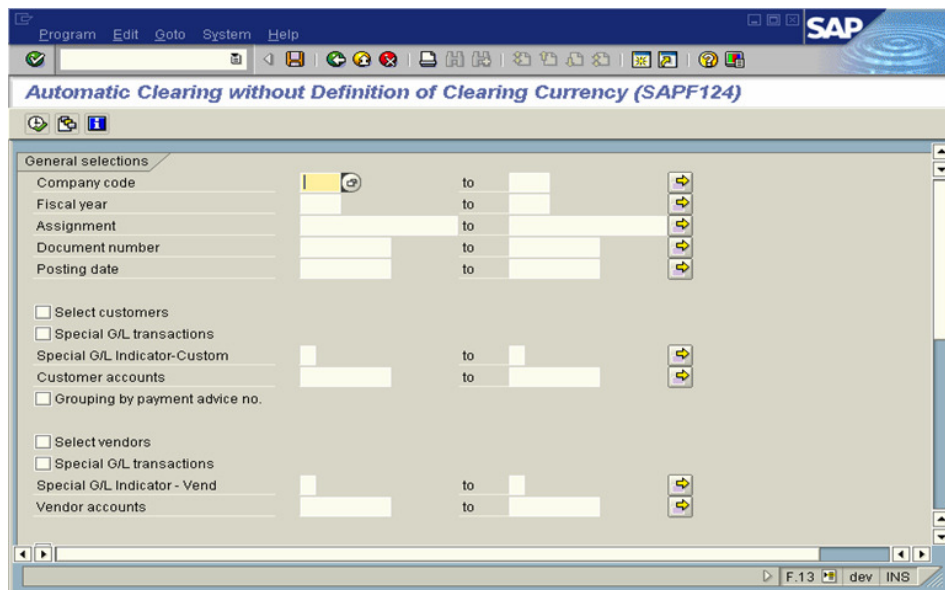 Program Edit Goto System Help
SAP
Automatic Clearing without Definition of Clearing Currency (SAPF124)
General selections
Company code to
Fiscal year to
Assignment to
Document number to
Posting date to
Select customers
Special G/L transactions
Special G/L Indicator-Custom to
Customer accounts to
Grouping by payment advice no.
Select vendors
Special G/L transactions
Special G/L Indicator - Vend to
Vendor accounts to
F.13 dev INS